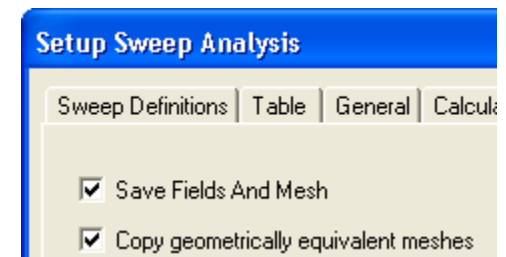 Setup Sweep Analysis
Sweep Definitions Table General
Save Fields And Mesh
Copy geometrically equivalent meshes